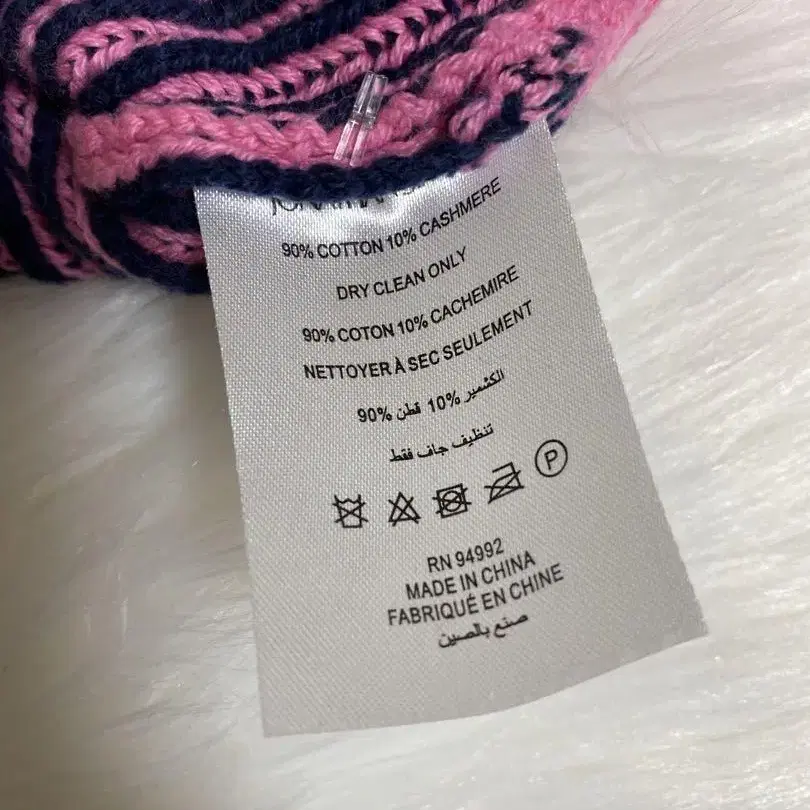 90% COTTON 10% CASHMERE
DRY CLEAN ONLY
90% COTON 10% CACHEMIRE
NETTOYER À SEC SEULEMENT
90% قطن 10% الكشمير
تنظيف جاف فقط
P
RN 94992
MADE IN CHINA
FABRIQUÉ EN CHINE
صنع بالصين